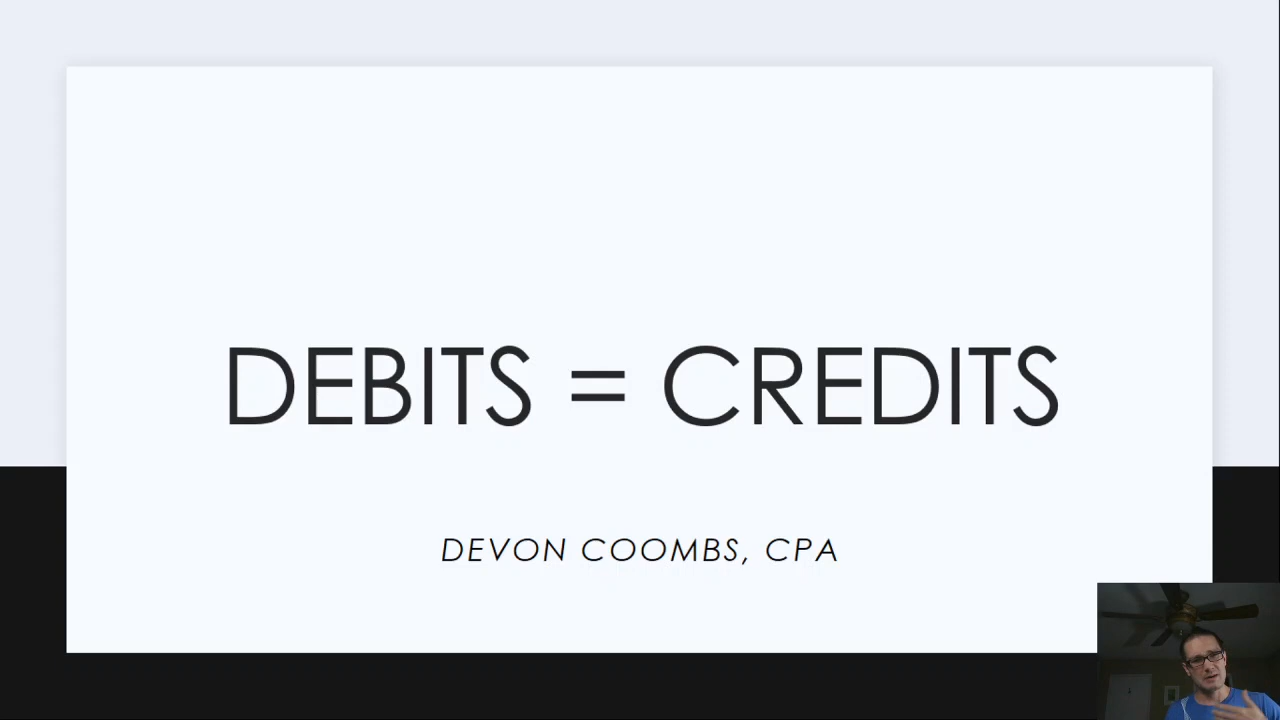 DEBITS = CREDITS
DEVON COOMBS, CPA